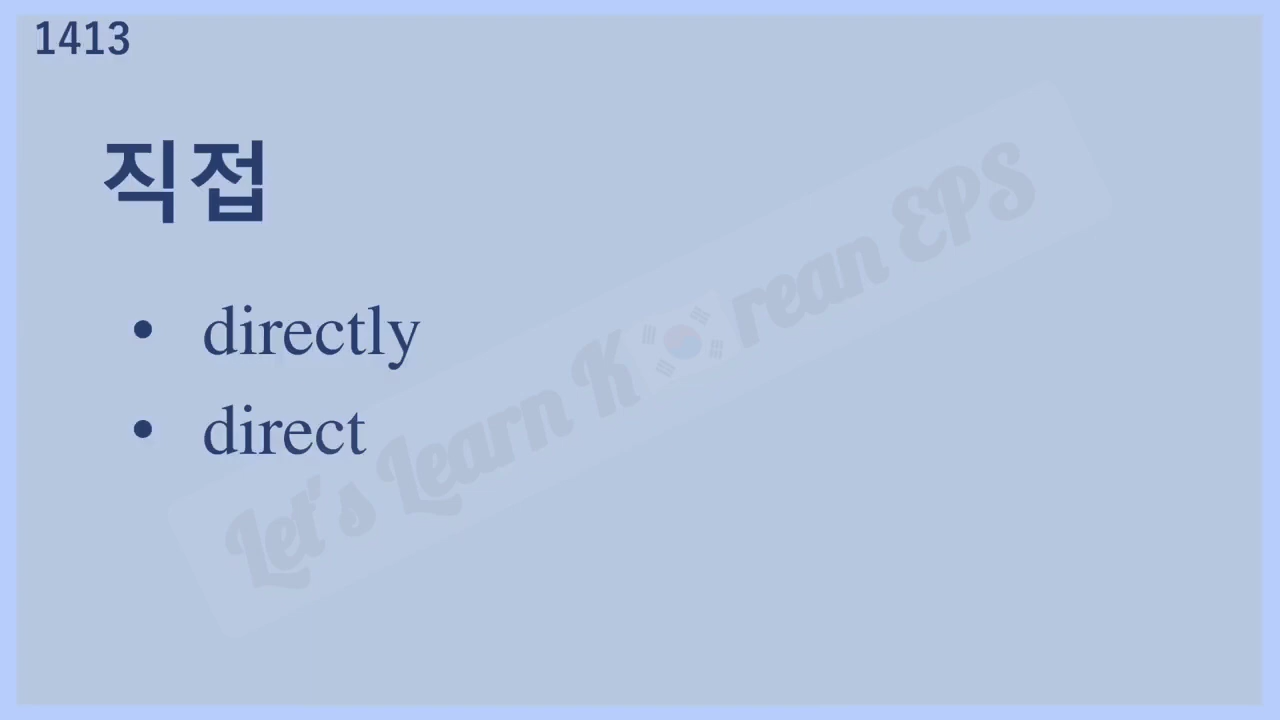 1413
직접
• directly
• direct
Let's Learn Korean EPS